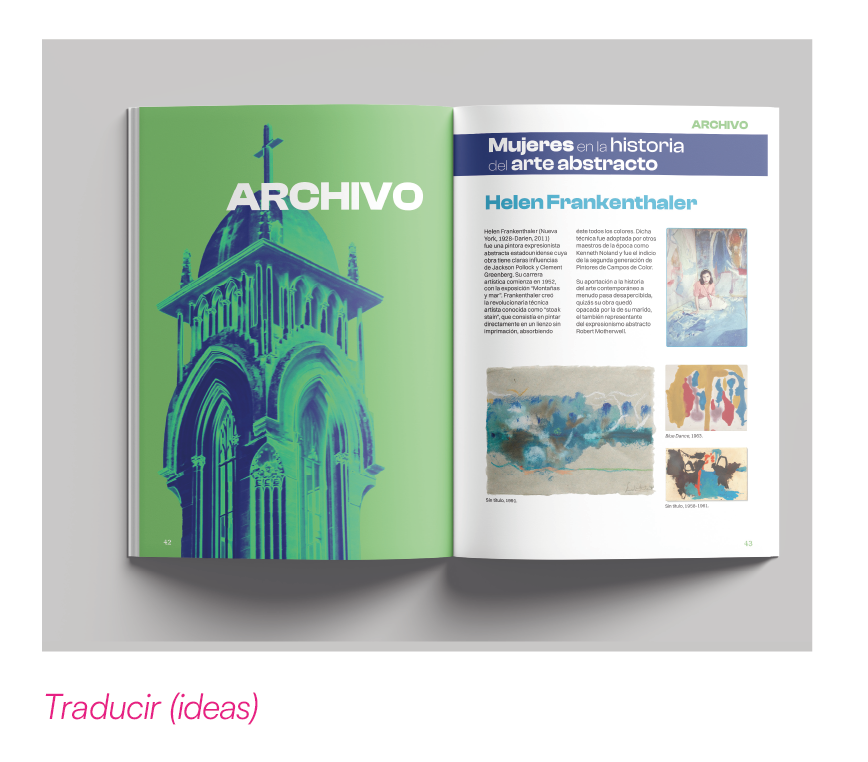 ARCHIVO
42
ARCHIVO
Mujeres en la historia
del arte abstracto
Helen Frankenthaler
Helen Frankenthaler (Nueva
York, 1928-Darien, 2011)
fue una pintora expresionista
abstracta estadounidense cuya
obra tiene claras influencias
de Jackson Pollock y Clement
Greenberg. Su carrera
artística comienza en 1952,
con la exposición "Montañas
y mar". Frankenthaler creó
la revolucionaria técnica
artista conocida como "stoak
stain", que consistía en pintar
directamente en un lienzo sin
imprimación, absorbiendo
éste todos los colores. Dicha
técnica fue adoptada por otros
maestros de la época como
Kennath Noland y fue el indicio
de la segunda generación de
Pintores de Campos de Color.
Su aportación a la historia
del arte contemporáneo a
menudo pasa desapercibida,
quizás su obra quedó
opacada por la de su marido,
el también representante
del expresionismo abstracto
Robert Motherwell.
Sin título,
Blue Dance, 1963.
Sin título, 1958-1961.
43
Traducir (ideas)